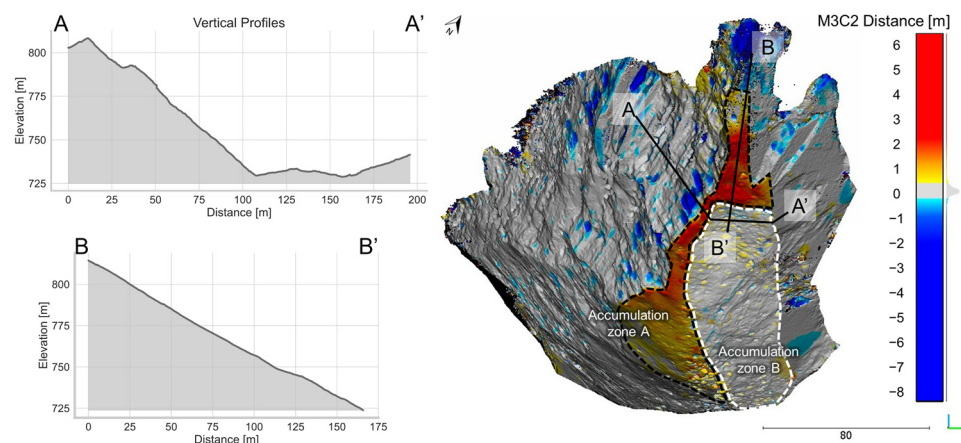 A
Vertical Profiles
A’
Elevation [m]
800
775
750
725
0
25
50
75
100
125
150
175
200
Distance [m]
B
B’
Elevation [m]
800
775
750
725
0
25
50
75
100
125
150
175
Distance [m]
N
B
A
A’
B’
Accumulation
zone A
Accumulation
zone B
80
M3C2 Distance [m]
6
5
4
3
2
1
0
−1
−2
−3
−4
−5
−6
−7
−8